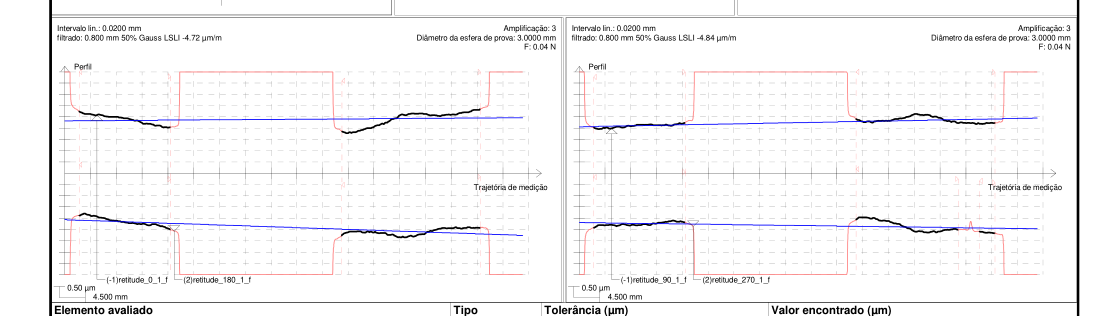 Intervalo lin.: 0.0200 mm
Amplificação: 3
filtrado: 0.800 mm 50% Gauss LSLI -4.72 µm/m
Diâmetro da esfera de prova: 3.0000 mm
F: 0.04 N
Perfil
Trajetória de medição
(-1)retitude_0_1_f
(2)retitude_180_1_f
0.50 µm
4.500 mm
Intervalo lin.: 0.0200 mm
Amplificação: 3
filtrado: 0.800 mm 50% Gauss LSLI -4.84 µm/m
Diâmetro da esfera de prova: 3.0000 mm
F: 0.04 N
Perfil
Trajetória de medição
(-1)retitude_90_1_f
(2)retitude_270_1_f
0.50 µm
4.500 mm
Elemento avaliado
Tipo
Tolerância (µm)
Valor encontrado (µm)